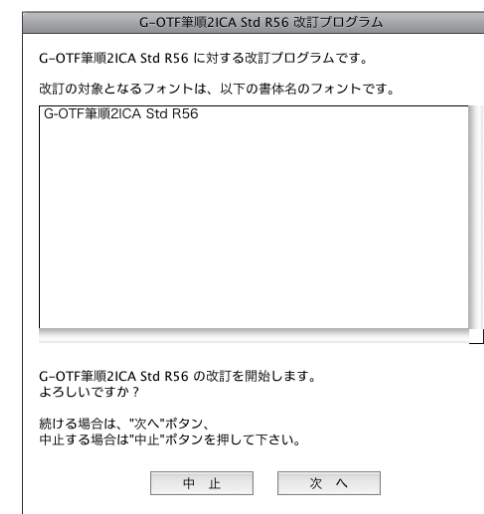 G-OTF筆順2ICA Std R56 改訂プログラム
G-OTF筆順2ICA Std R56 に対する改訂プログラムです。
改訂の対象となるフォントは、以下の書体名のフォントです。
G-OTF筆順2ICA Std R56
G-OTF筆順2ICA Std R56 の改訂を開始します。
よろしいですか？
続ける場合は、"次へ"ボタン、
中止する場合は"中止"ボタンを押して下さい。
中 止
次 へ